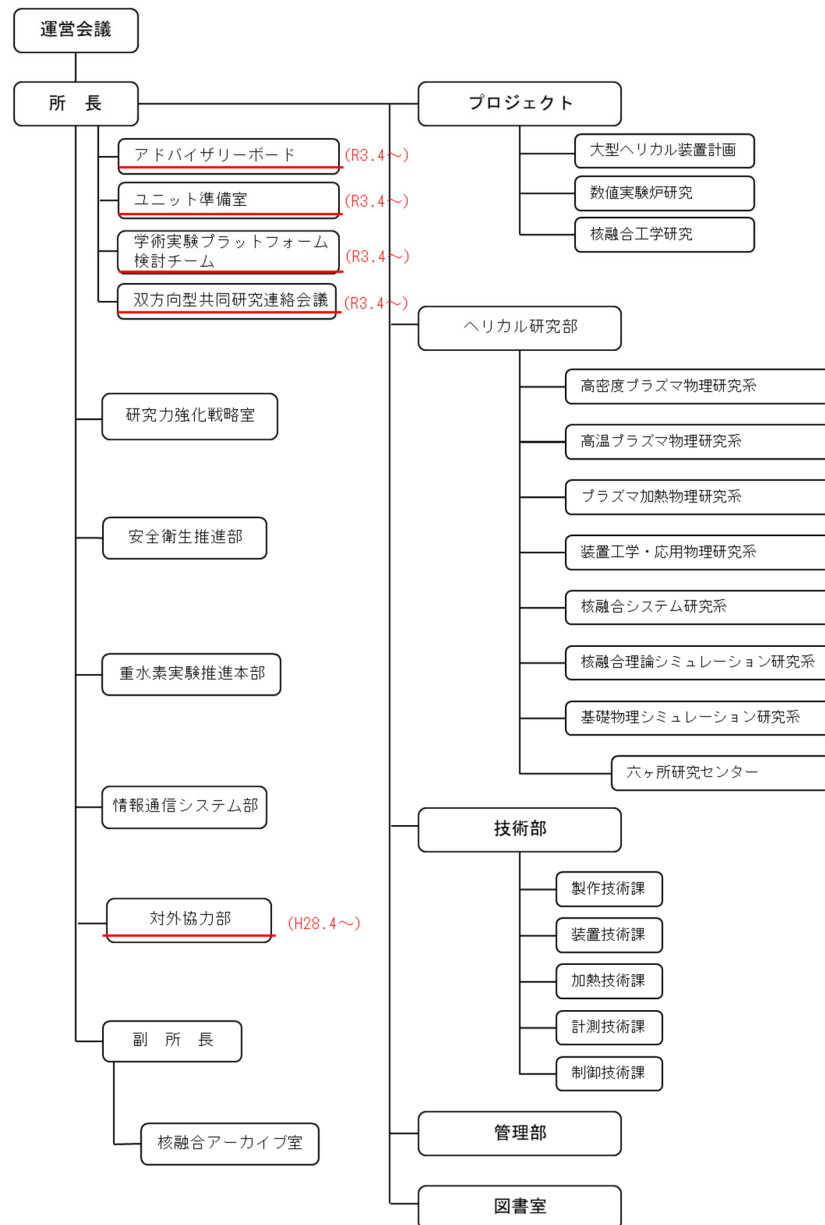 運営会議
所　長
アドバイザリーボード (R3.4～)
ユニット準備室 (R3.4～)
学術実験プラットフォーム
検討チーム (R3.4～)
双方向型共同研究連絡会議 (R3.4～)
研究力強化戦略室
安全衛生推進部
重水素実験推進本部
情報通信システム部
対外協力部 (H28.4～)
副　所　長
核融合アーカイブ室
プロジェクト
大型ヘリカル装置計画
数値実験炉研究
核融合工学研究
ヘリカル研究部
高密度プラズマ物理研究系
高温プラズマ物理研究系
プラズマ加熱物理研究系
装置工学・応用物理研究系
核融合システム研究系
核融合理論シミュレーション研究系
基礎物理シミュレーション研究系
六ヶ所研究センター
技術部
製作技術課
装置技術課
加熱技術課
計測技術課
制御技術課
管理部
図書室